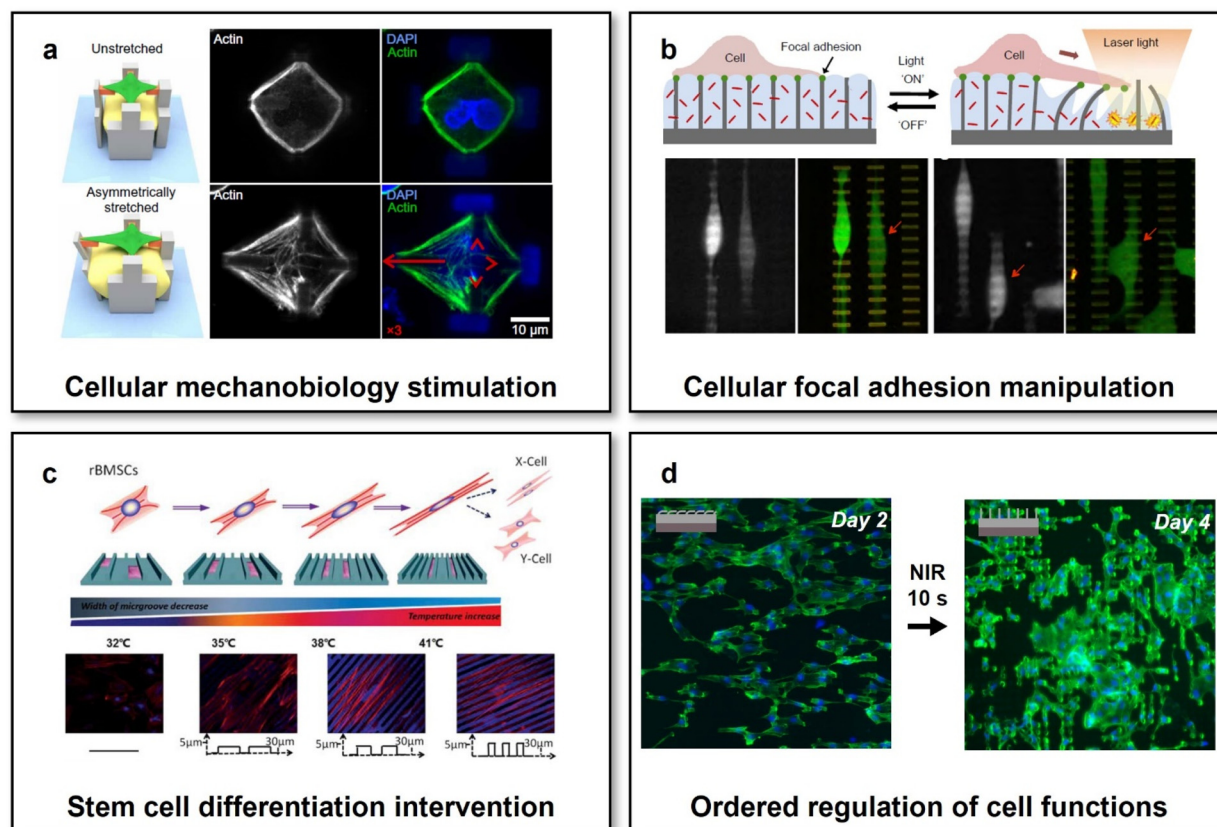 a
Unstretched
Actin
DAPI
Actin
Asymmetrically
stretched
Actin
DAPI
Actin
×3
10 µm
Cellular mechanobiology stimulation
b
Cell
Focal adhesion
Light
'ON'
'OFF'
Cell
Laser light
Cellular focal adhesion manipulation
c
rBMSCs
X-Cell
Y-Cell
Width of micrgroove decrease
Temperature increase
32℃ 35℃ 38℃ 41℃
5µm 30µm 5µm 30µm 5µm 30µm
Stem cell differentiation intervention
d
Day 2
NIR
10 s
Day 4
Ordered regulation of cell functions